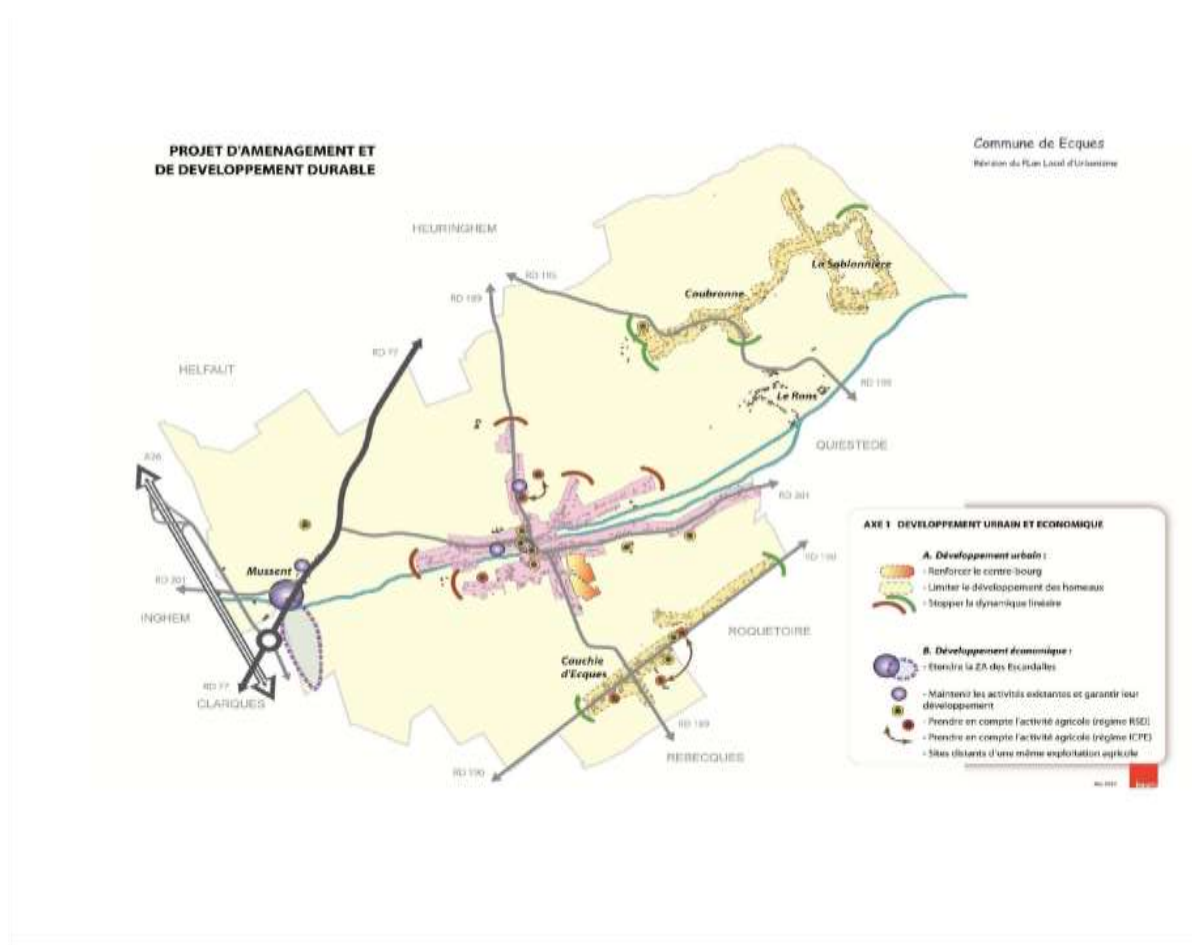 PROJET D'AMENAGEMENT ET
DE DEVELOPPEMENT DURABLE
Commune de Ecques
Révision du PLan Local d'Urbanisme
HEURINGHEM
RD 195
RD 189
La Sablonnière
Coubronne
RD 77
HELFAUT
RD 195
Le Rons
QUIESTEDE
A26
RD 201
Mussent
RD 201
INGHEM
RD 190
ROQUETOIRE
Cauchie
d'Ecques
RD 77
CLARQUES
RD 189
REBECQUES
RD 190
AXE 1 DEVELOPPEMENT URBAIN ET ECONOMIQUE
A. Développement urbain :
- Renforcer le centre-bourg
- Limiter le développement des hameaux
- Stopper la dynamique linéaire
B. Développement économique :
- Etendre la ZA des Escardalles
- Maintenir les activités existantes et garantir leur
développement
- Prendre en compte l'activité agricole (régime RSD)
- Prendre en compte l'activité agricole (régime ICPE)
- Sites distants d'une même exploitation agricole